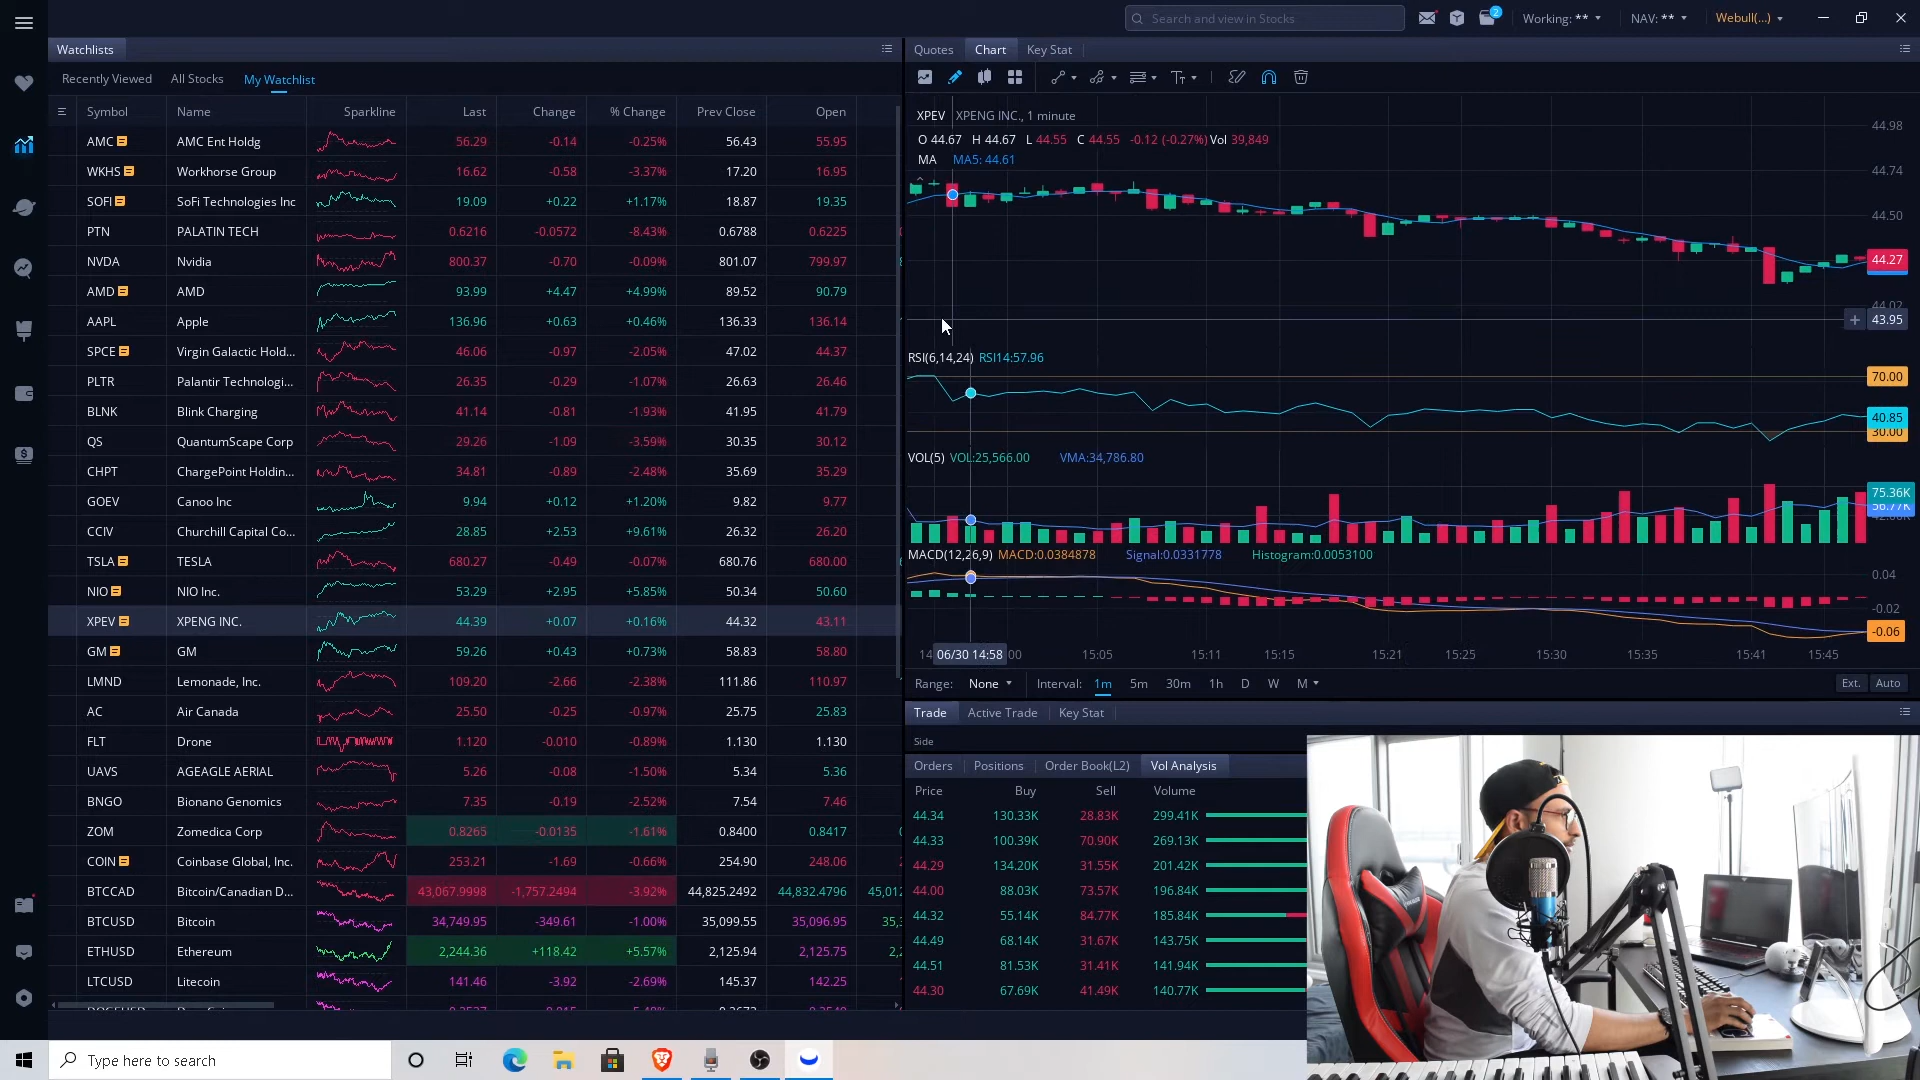 Search and view in Stocks
2
Working: **
NAV: **
Webull(...)
Watchlists
Recently Viewed All Stocks My Watchlist
Symbol Name Sparkline Last Change % Change Prev Close Open
AMC AMC Ent Holdg 56.29 -0.14 -0.25% 56.43 55.95
WKHS Workhorse Group 16.62 -0.58 -3.37% 17.20 16.95
SOFI SoFi Technologies Inc 19.09 +0.22 +1.17% 18.87 19.35
PTN PALATIN TECH 0.6216 -0.0572 -8.43% 0.6788 0.6225
NVDA Nvidia 800.37 -0.70 -0.09% 801.07 799.97
AMD AMD 93.99 +4.47 +4.99% 89.52 90.79
AAPL Apple 136.96 +0.63 +0.46% 136.33 136.14
SPCE Virgin Galactic Hold... 46.06 -0.97 -2.05% 47.02 44.37
PLTR Palantir Technologi... 26.35 -0.29 -1.07% 26.63 26.46
BLNK Blink Charging 41.14 -0.81 -1.93% 41.95 41.79
QS QuantumScape Corp 29.26 -1.09 -3.59% 30.35 30.12
CHPT ChargePoint Holdin... 34.81 -0.89 -2.48% 35.69 35.29
GOEV Canoo Inc 9.94 +0.12 +1.20% 9.82 9.77
CCIV Churchill Capital Co... 28.85 +2.53 +9.61% 26.32 26.20
TSLA TESLA 680.27 -0.49 -0.07% 680.76 680.00
NIO NIO Inc. 53.29 +2.95 +5.85% 50.34 50.60
XPEV XPENG INC. 44.39 +0.07 +0.16% 44.32 43.11
GM GM 59.26 +0.43 +0.73% 58.83 58.80
LMND Lemonade, Inc. 109.20 -2.66 -2.38% 111.86 110.97
AC Air Canada 25.50 -0.25 -0.97% 25.75 25.83
FLT Drone 1.120 -0.010 -0.89% 1.130 1.130
UAVS AGEAGLE AERIAL 5.26 -0.08 -1.50% 5.34 5.36
BNGO Bionano Genomics 7.35 -0.19 -2.52% 7.54 7.46
ZOM Zomedica Corp 0.8265 -0.0135 -1.61% 0.8400 0.8417
COIN Coinbase Global, Inc. 253.21 -1.69 -0.66% 254.90 248.06
BTCCAD Bitcoin/Canadian D... 43,067.9998 -1,757.2494 -3.92% 44,825.2492 44,832.4796 45,012
BTCUSD Bitcoin 34,749.95 -349.61 -1.00% 35,099.55 35,096.95 35,3
ETHUSD Ethereum 2,244.36 +118.42 +5.57% 2,125.94 2,125.75 2,2
LTCUSD Litecoin 141.46 -3.92 -2.69% 145.37 142.25
Quotes Chart Key Stat
XPEV XPENG INC., 1 minute
O 44.67 H 44.67 L 44.55 C 44.55 -0.12 (-0.27%) Vol 39,849
MA MA5: 44.61
44.98
44.74
44.50
44.27
44.02
43.95
RSI(6,14,24) RSI14:57.96
70.00
40.85
30.00
VOL(5) VOL:25,566.00 VMA:34,786.80
75.36K
56.77K
MACD(12,26,9) MACD:0.0384878 Signal:0.0331778 Histogram:0.0053100
0.04
-0.02
-0.06
14 06/30 14:58 00 15:05 15:11 15:15 15:21 15:25 15:30 15:35 15:41 15:45
Range: None Interval: 1m 5m 30m 1h D W M Ext. Auto
Trade Active Trade Key Stat
Side
Orders Positions Order Book(L2) Vol Analysis
Price Buy Sell Volume
44.34 130.33K 28.83K 299.41K
44.33 100.39K 70.90K 269.13K
44.29 134.20K 31.55K 201.42K
44.00 88.03K 73.57K 196.84K
44.32 55.14K 84.77K 185.84K
44.49 68.14K 31.67K 143.75K
44.51 81.53K 31.41K 141.94K
44.30 67.69K 41.49K 140.77K
Type here to search